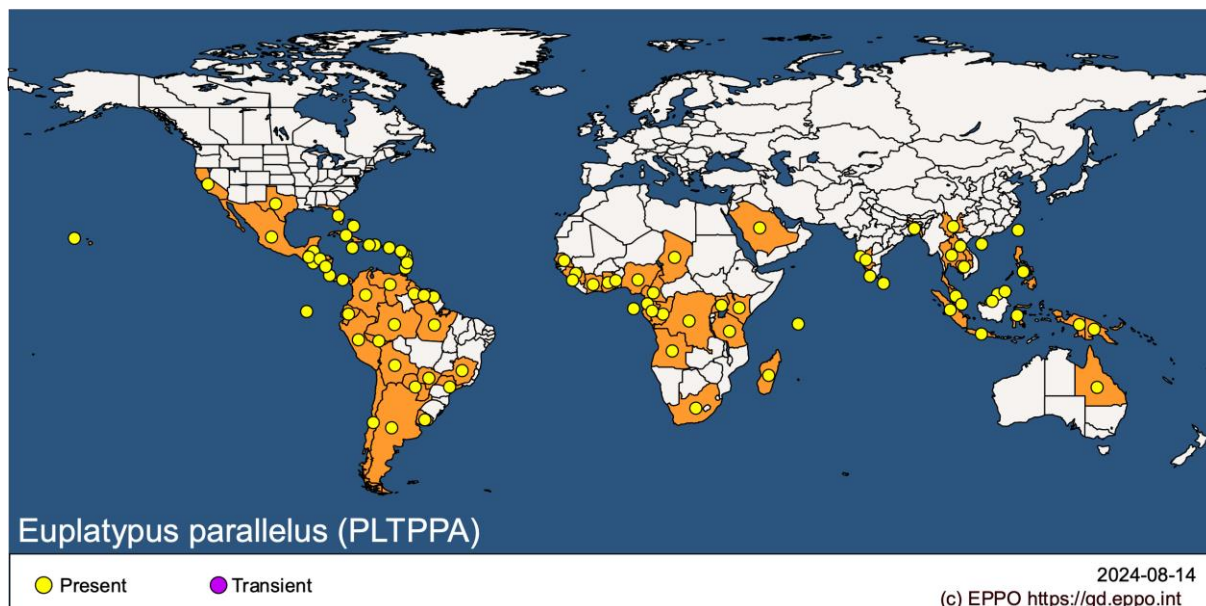 Euplatypus parallelus (PLTPPA)
Present
Transient
2024-08-14
(c) EPPO https://gd.eppo.int